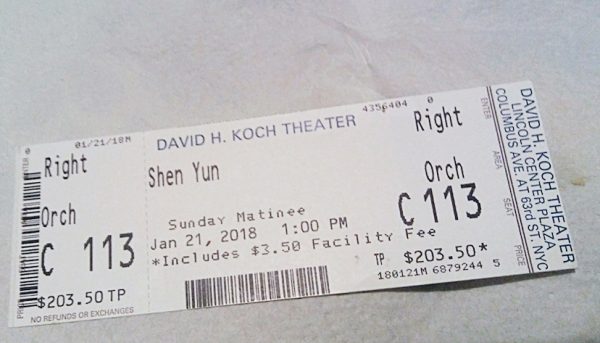 01/21/18M
Right
Orch
C 113
$203.50 TP
NO REFUNDS OR EXCHANGES
DAVID H. KOCH THEATER
Shen Yun
Sunday Matinee
Jan 21, 2018 1:00 PM
*Includes $3.50 Facility Fee
4356404 0
Right
Orch
C 113
TP $203.50*
180121M 6879244 5
ENTER
AREA
SEAT
PRICE
DAVID H. KOCH THEATER
LINCOLN CENTER PLAZA
COLUMBUS AVE. AT 63rd ST. NYC